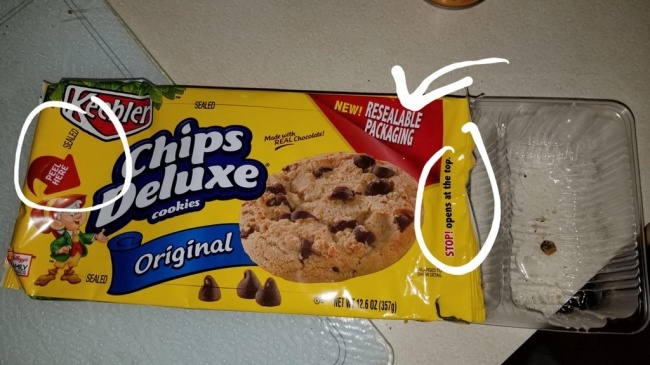 Keebler
SEALED
SEALED
PEEL
HERE
Chips
Deluxe
cookies
Original
SEALED
Made with
REAL Chocolate!
NEW! RESEALABLE
PACKAGING
STOP! opens at the top.
NET WT 12.6 OZ (357g)